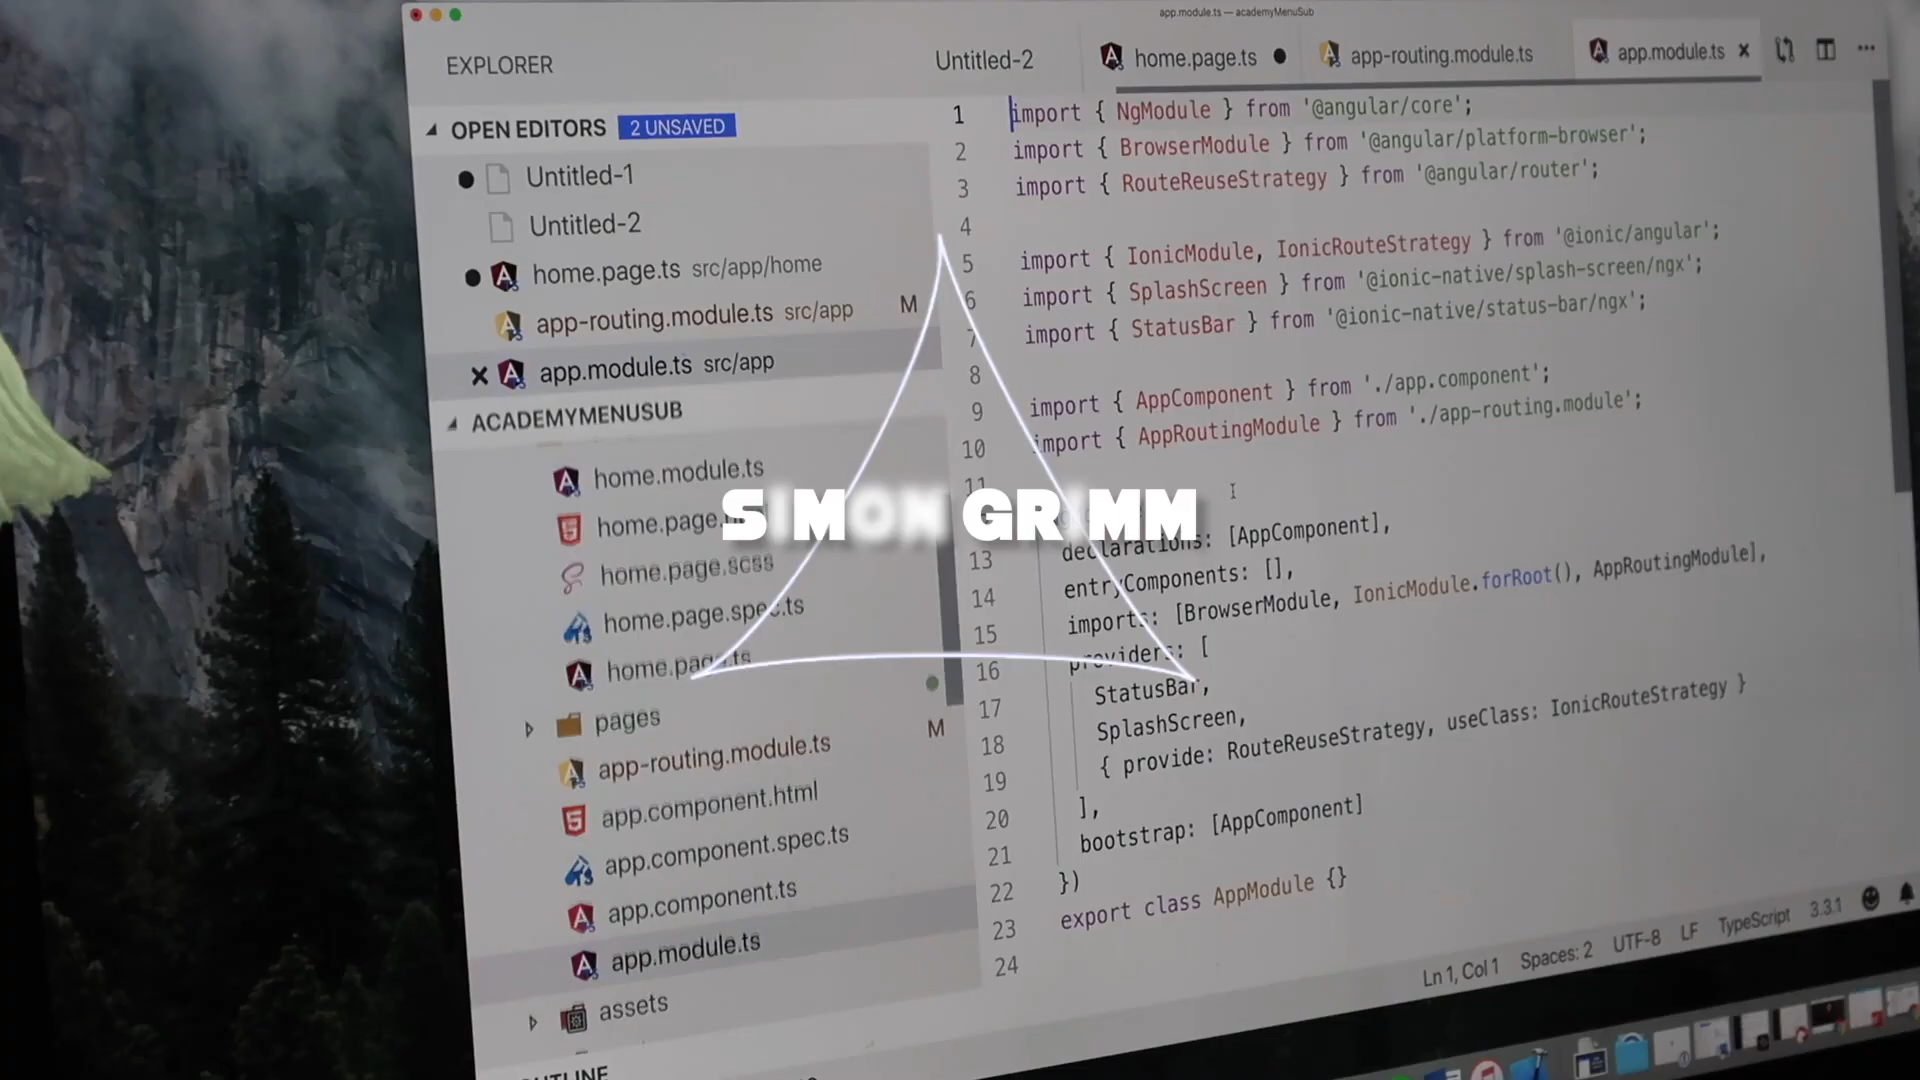 app.module.ts — academyMenuSub
EXPLORER
Untitled-2
home.page.ts
app-routing.module.ts
app.module.ts
OPEN EDITORS 2 UNSAVED
Untitled-1
Untitled-2
home.page.ts src/app/home
app-routing.module.ts src/app M
app.module.ts src/app
ACADEMYMENUSUB
home.module.ts
home.page.
home.page.scss
home.page.spec.ts
home.page.ts
pages
app-routing.module.ts M
app.component.html
app.component.spec.ts
app.component.ts
app.module.ts
assets
1 import { NgModule } from '@angular/core';
2 import { BrowserModule } from '@angular/platform-browser';
3 import { RouteReuseStrategy } from '@angular/router';
4
5 import { IonicModule, IonicRouteStrategy } from '@ionic/angular';
6 import { SplashScreen } from '@ionic-native/splash-screen/ngx';
7 import { StatusBar } from '@ionic-native/status-bar/ngx';
8
9 import { AppComponent } from './app.component';
10 import { AppRoutingModule } from './app-routing.module';
11
SIMON GRIMM
13 declarations: [AppComponent],
14 entryComponents: [],
15 imports: [BrowserModule, IonicModule.forRoot(), AppRoutingModule],
16 providers: [
17 StatusBar,
18 SplashScreen,
19 { provide: RouteReuseStrategy, useClass: IonicRouteStrategy }
20 ],
21 bootstrap: [AppComponent]
22 })
23 export class AppModule {}
24
Ln 1, Col 1 Spaces: 2 UTF-8 LF TypeScript 3.3.1